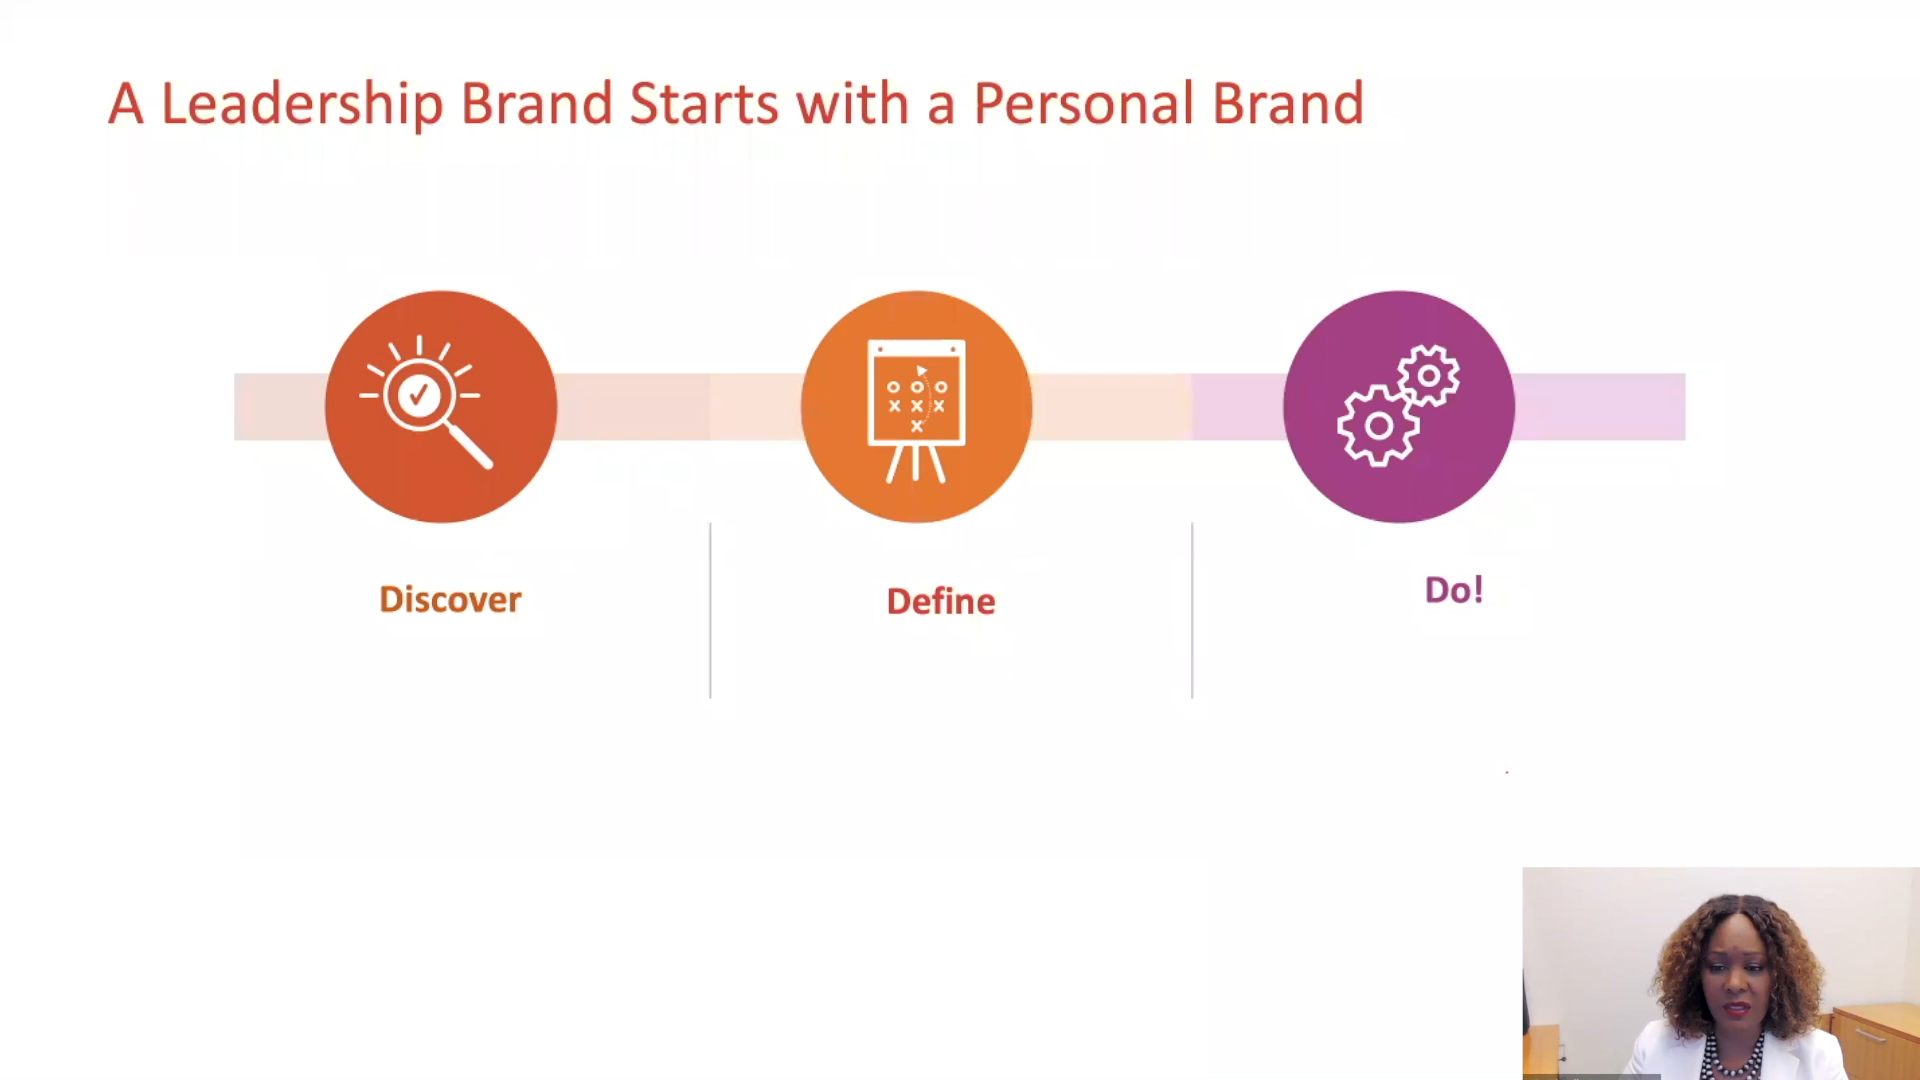 A Leadership Brand Starts with a Personal Brand
Discover
Define
Do!